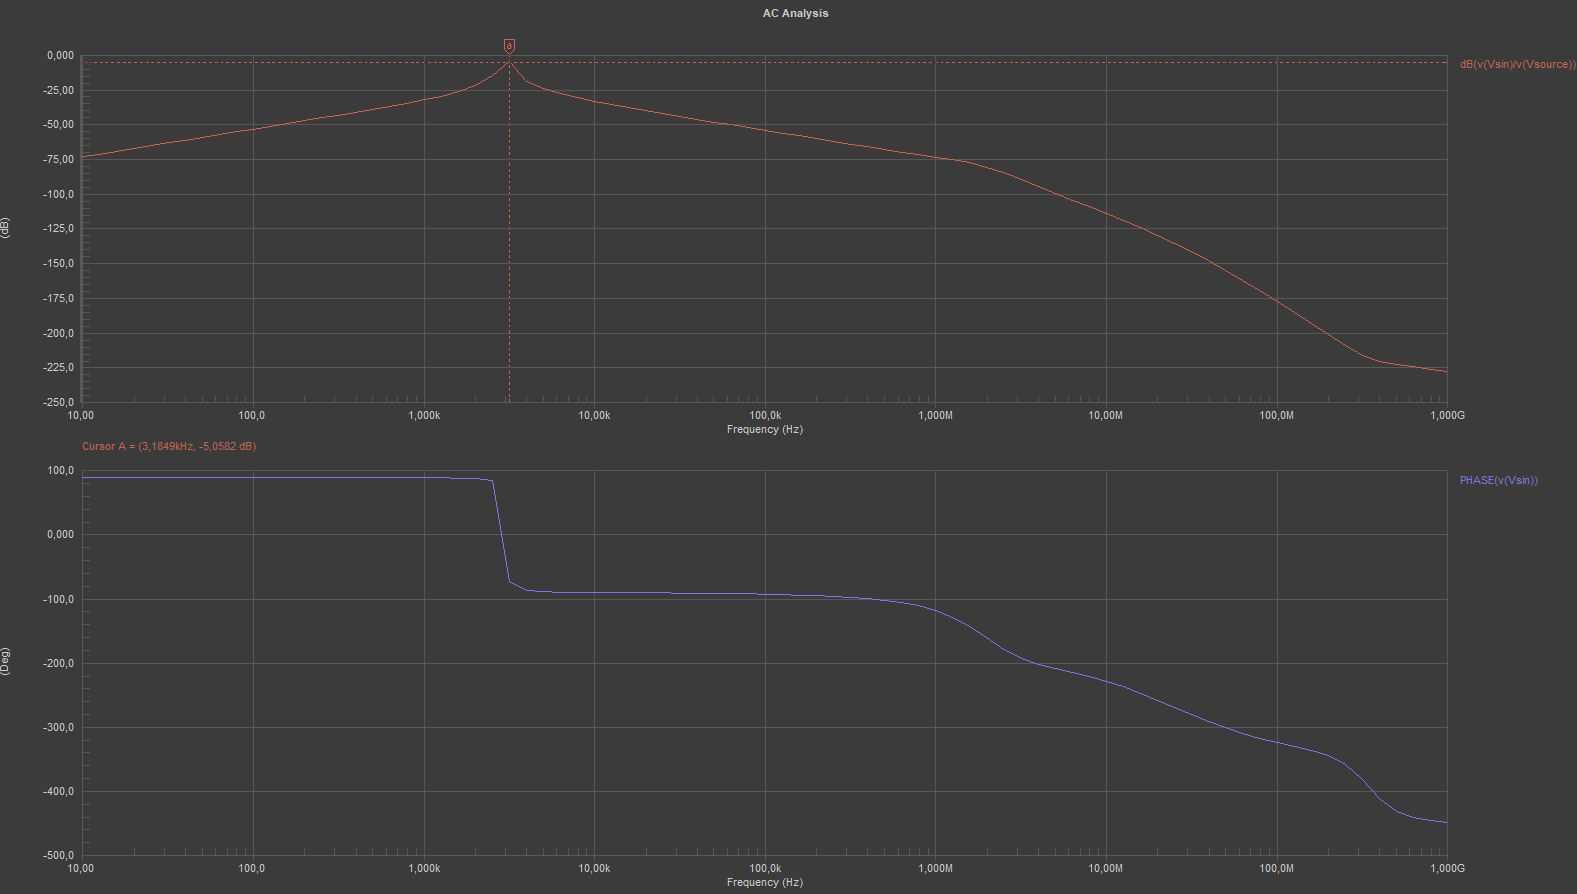 AC Analysis
a
0,000
-25,00
-50,00
-75,00
-100,0
-125,0
-150,0
-175,0
-200,0
-225,0
-250,0
(dB)
dB(v(Vsin)/v(Vsource))
10,00 100,0 1,000k 10,00k 100,0k 1,000M 10,00M 100,0M 1,000G
Frequency (Hz)
Cursor A = (3,1849kHz, -5,0582 dB)
100,0
0,000
-100,0
-200,0
-300,0
-400,0
-500,0
(Deg)
PHASE(v(Vsin))
10,00 100,0 1,000k 10,00k 100,0k 1,000M 10,00M 100,0M 1,000G
Frequency (Hz)